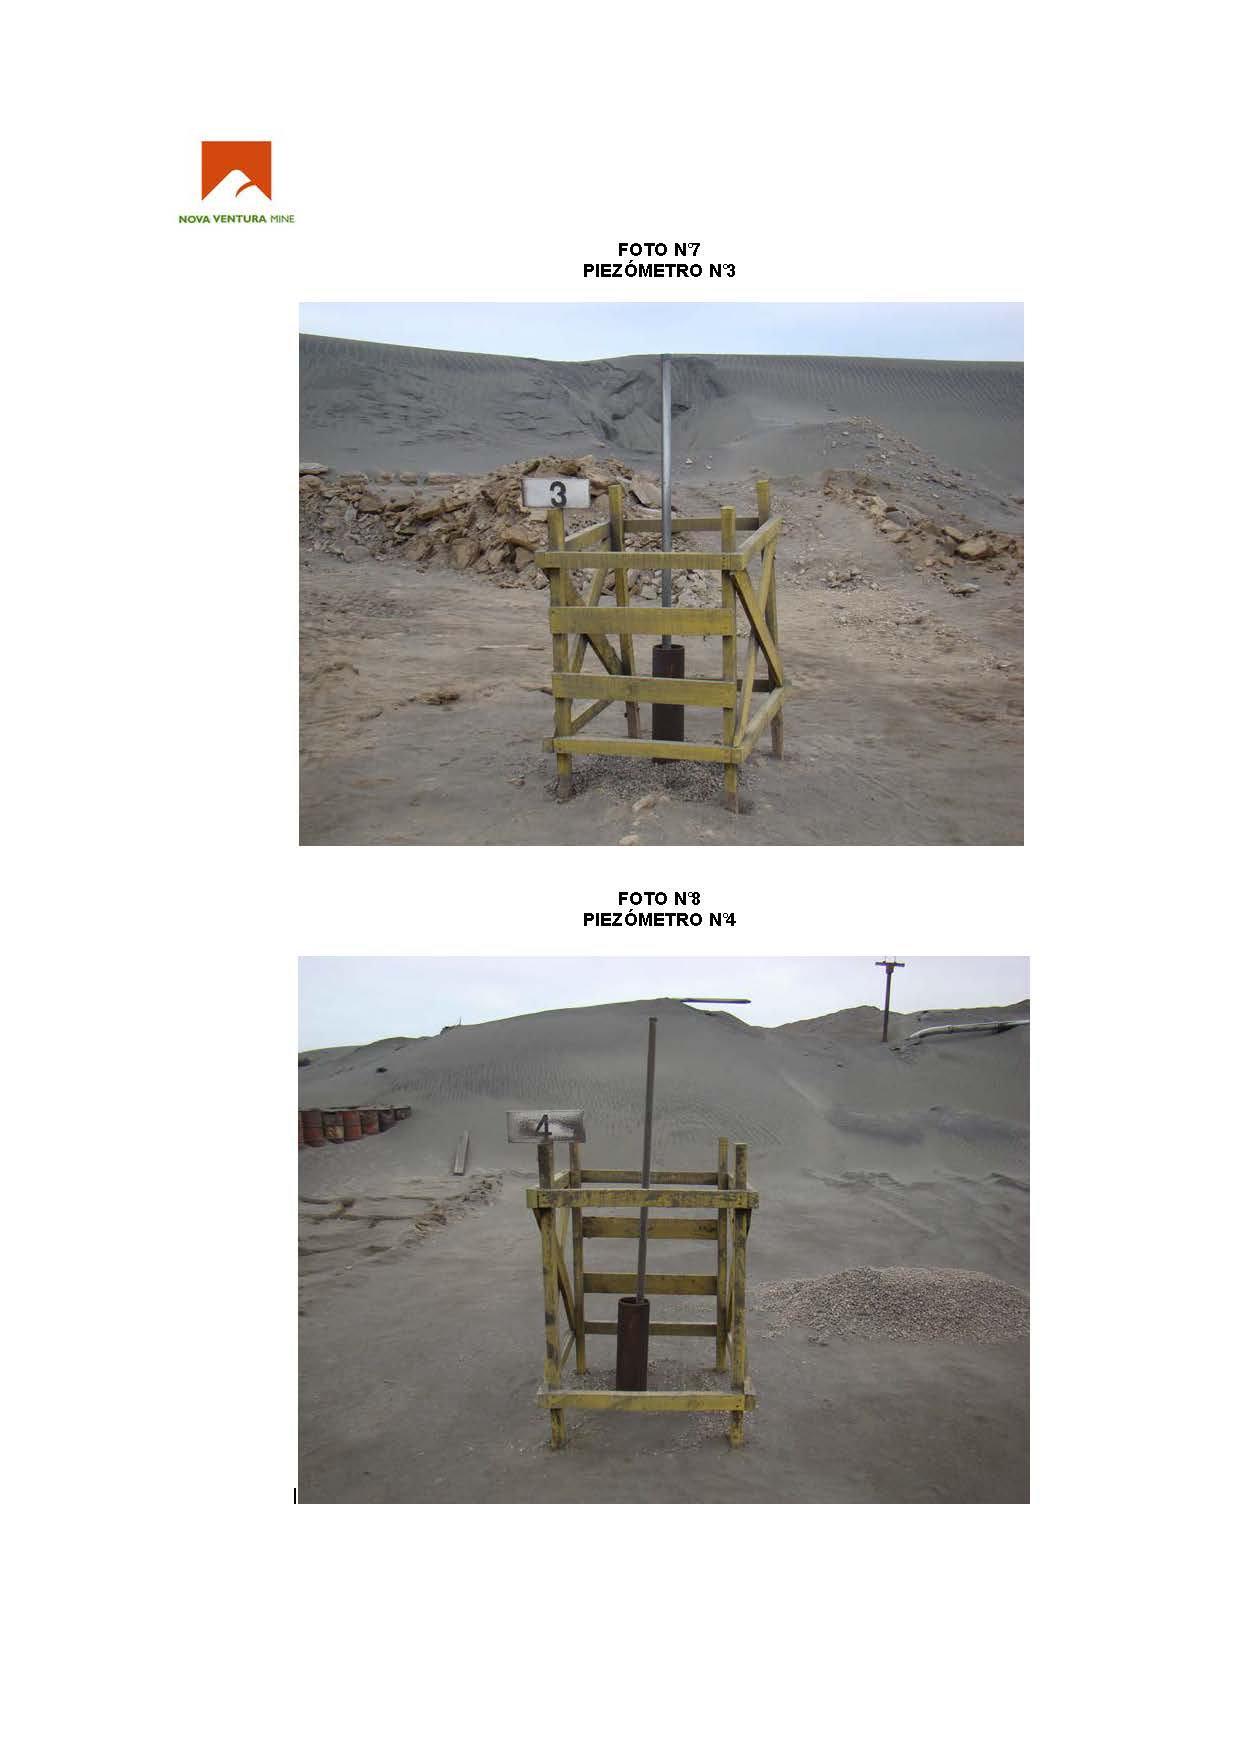 NOVA VENTURA MINE
FOTO N°7
PIEZÓMETRO N°3
3
FOTO N°8
PIEZÓMETRO N°4
4